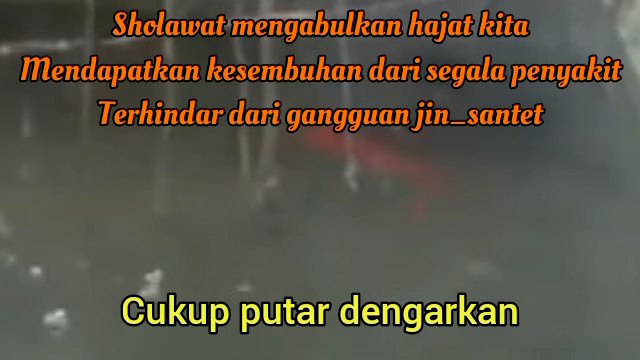 Sholawat mengabulkan hajat kita
Mendapatkan kesembuhan dari segala penyakit
Terhindar dari gangguan jin_santet
Cukup putar dengarkan